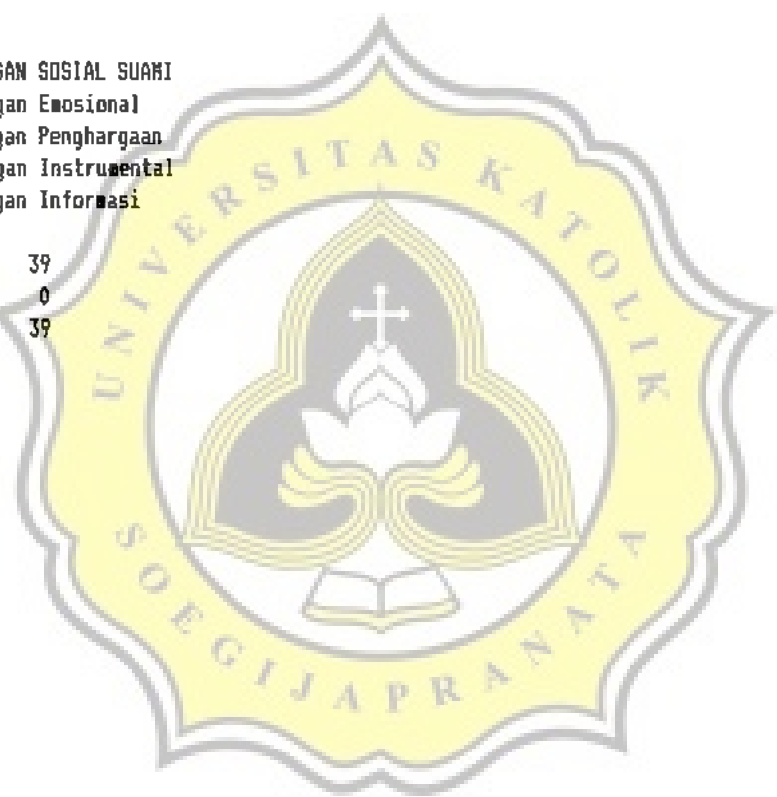 GAN SOSIAL SUAMI
gan Emosional
gan Penghargaan
gan Instrumental
gan Informasi
39
0
39
UNIVERSITAS KATOLIK
SOEGIJAPRANATA